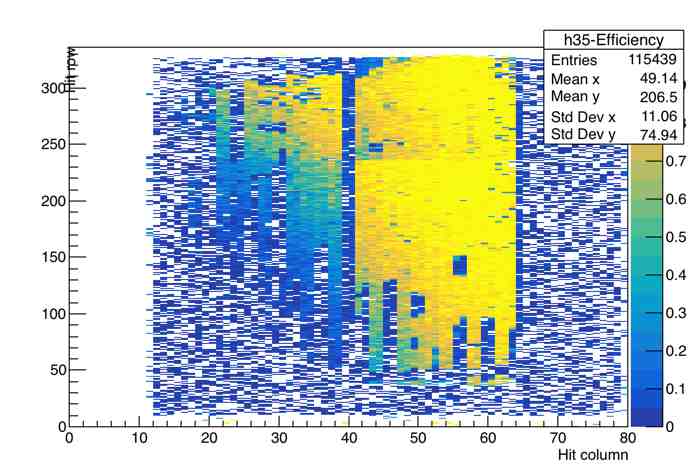 h35-Efficiency
Entries 115439
Mean x 49.14
Mean y 206.5
Std Dev x 11.06
Std Dev y 74.94
300
250
200
150
100
50
0
0 10 20 30 40 50 60 70 80
Hit column
0.7
0.6
0.5
0.4
0.3
0.2
0.1
0